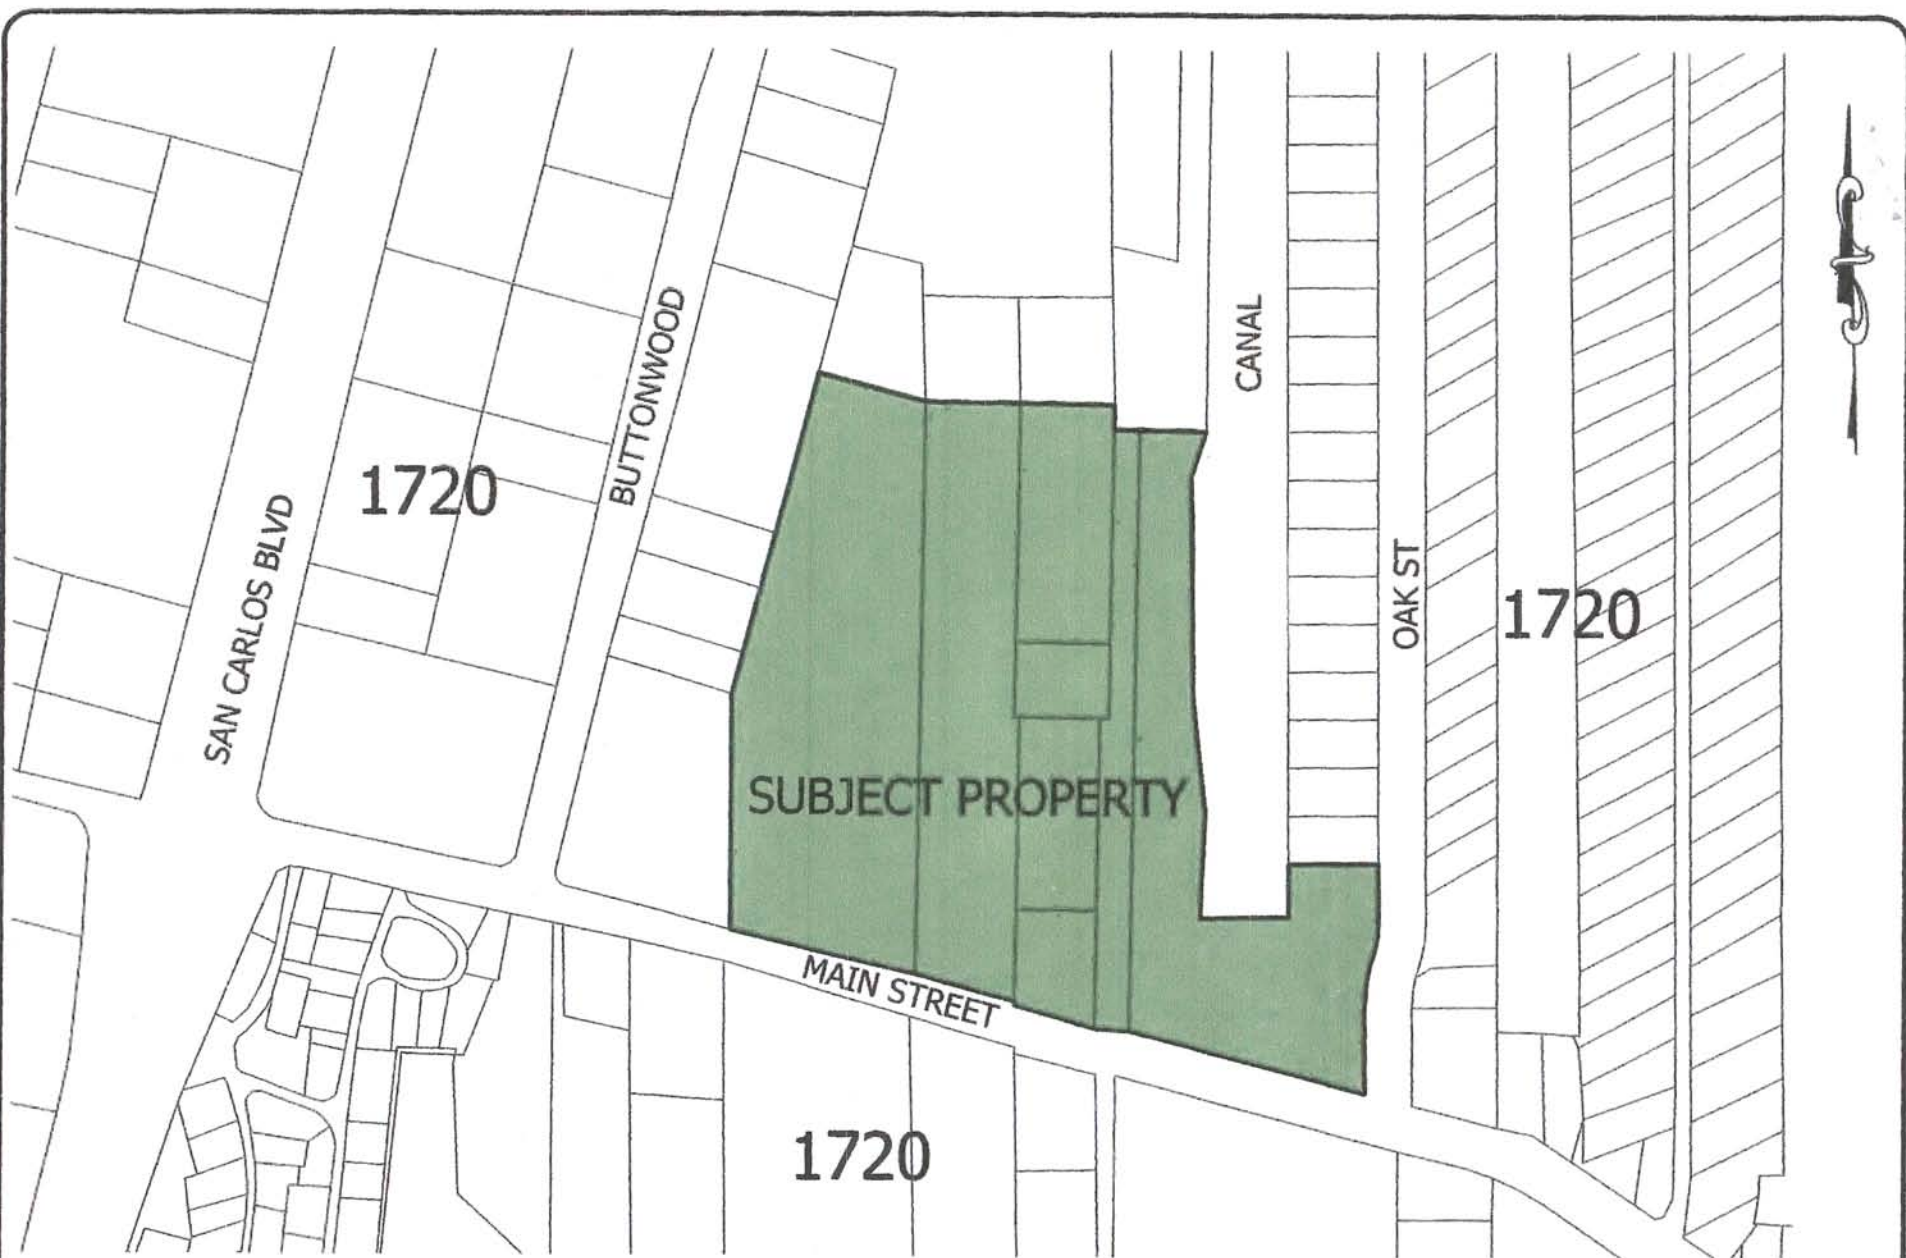 CANAL
BUTTONWOOD
1720
SAN CARLOS BLVD
OAK ST
1720
SUBJECT PROPERTY
MAIN STREET
1720